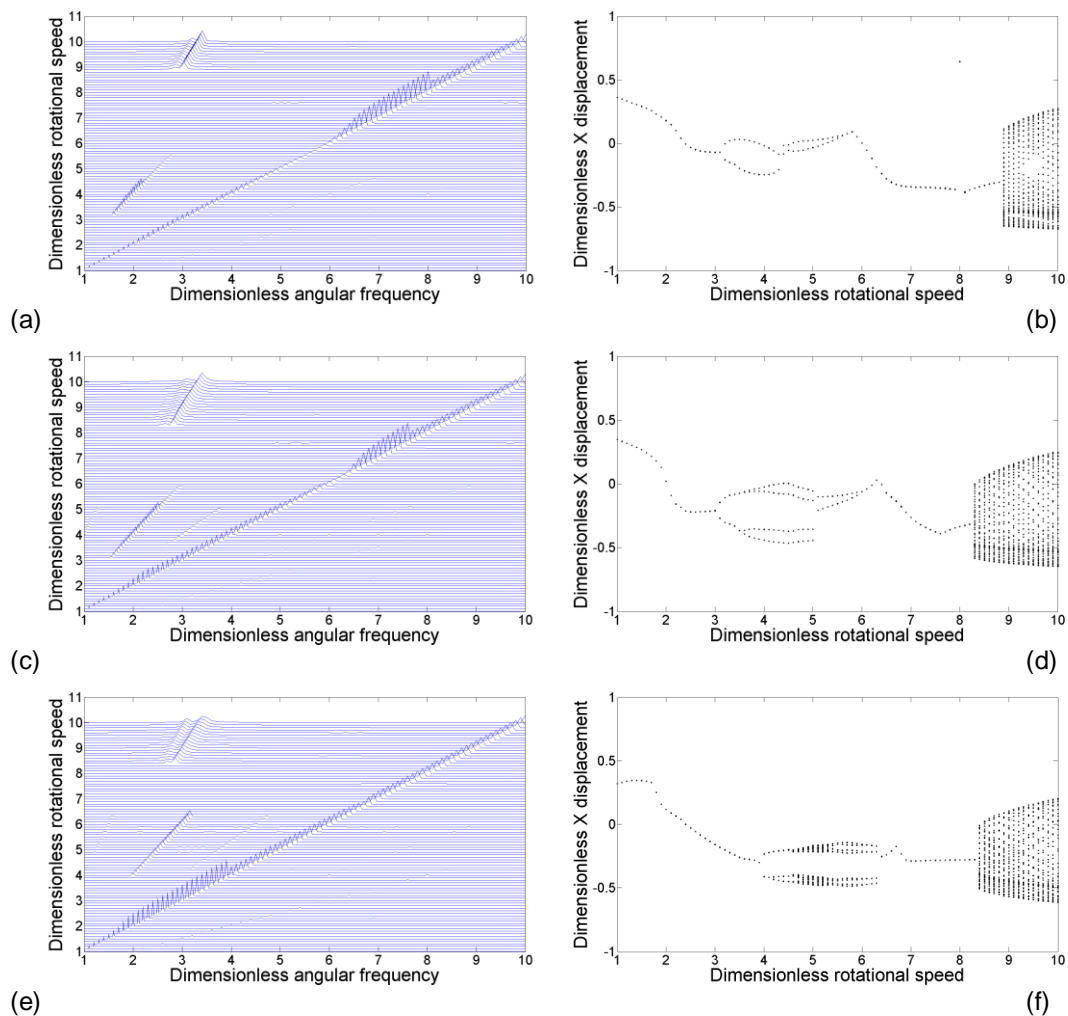 11
10
9
8
7
6
5
4
3
2
1
Dimensionless rotational speed
1 2 3 4 5 6 7 8 9 10
Dimensionless angular frequency
(a)
1
0.5
0
-0.5
-1
Dimensionless X displacement
1 2 3 4 5 6 7 8 9 10
Dimensionless rotational speed
(b)
11
10
9
8
7
6
5
4
3
2
1
Dimensionless rotational speed
1 2 3 4 5 6 7 8 9 10
Dimensionless angular frequency
(c)
1
0.5
0
-0.5
-1
Dimensionless X displacement
1 2 3 4 5 6 7 8 9 10
Dimensionless rotational speed
(d)
11
10
9
8
7
6
5
4
3
2
1
Dimensionless rotational speed
1 2 3 4 5 6 7 8 9 10
Dimensionless angular frequency
(e)
1
0.5
0
-0.5
-1
Dimensionless X displacement
1 2 3 4 5 6 7 8 9 10
Dimensionless rotational speed
(f)